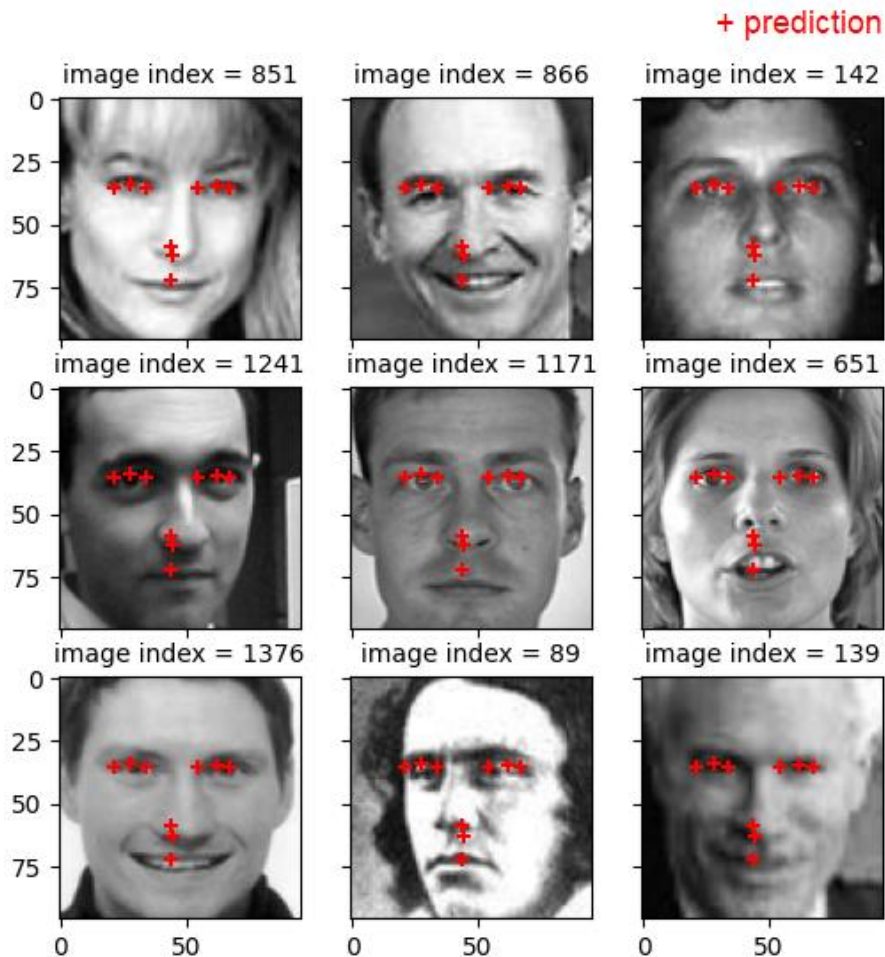 + prediction
image index = 851
image index = 866
image index = 142
0
25
50
75
image index = 1241
image index = 1171
image index = 651
0
25
50
75
image index = 1376
image index = 89
image index = 139
0
25
50
75
0
50
0
50
0
50